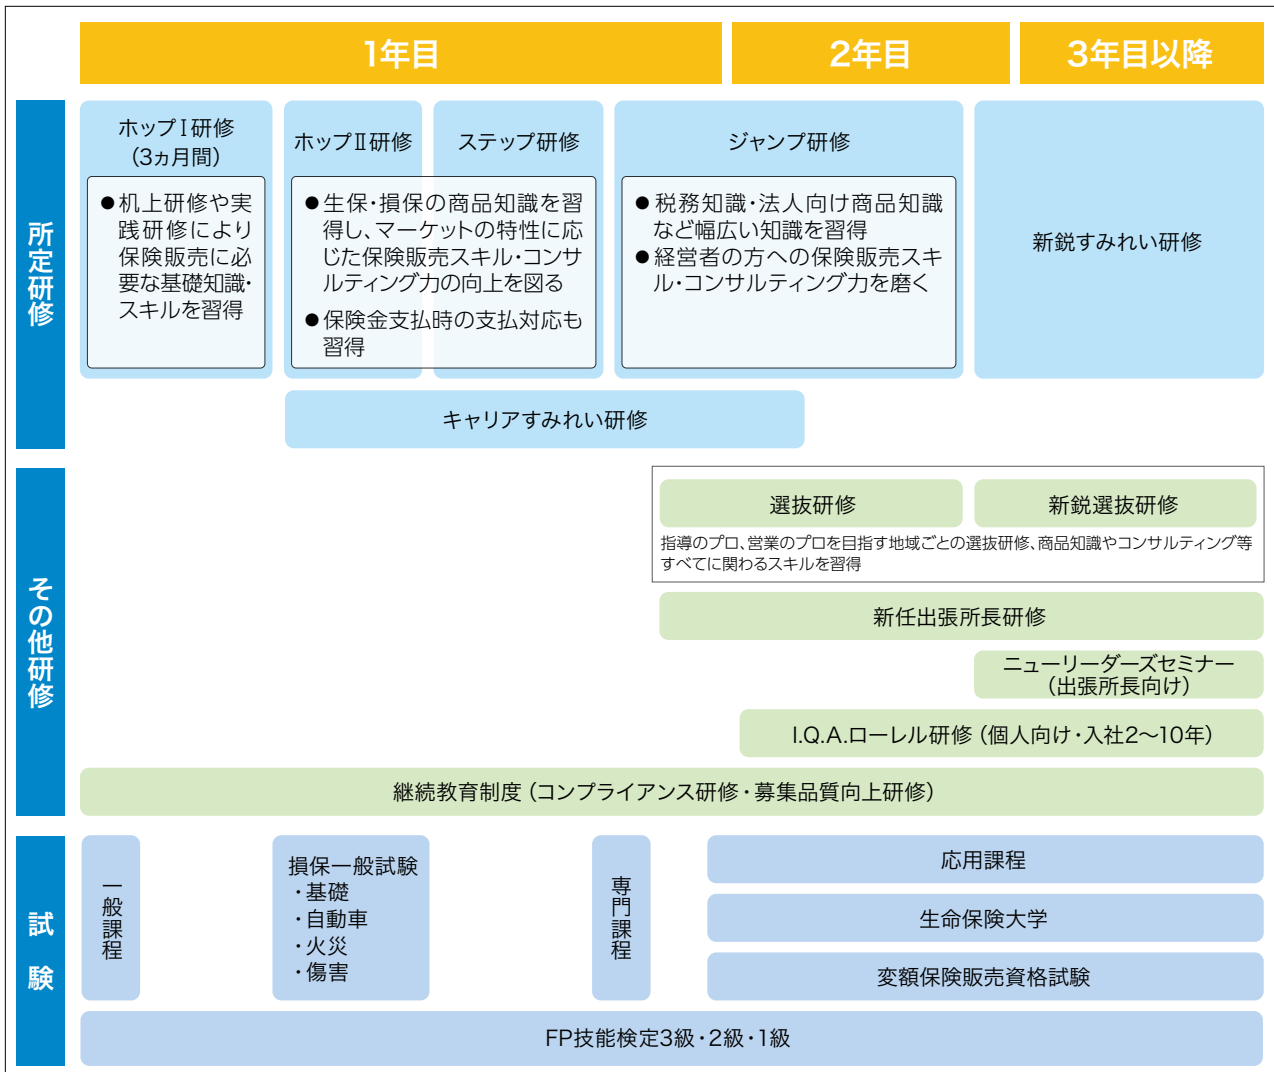 1年目
2年目
3年目以降
所定研修
ホップⅠ研修
(3ヵ月間)
●机上研修や実
践研修により
保険販売に必
要な基礎知識・
スキルを習得
ホップⅡ研修
ステップ研修
●生保・損保の商品知識を習
得し、マーケットの特性に応
じた保険販売スキル・コンサ
ルティング力の向上を図る
●保険金支払時の支払対応も
習得
ジャンプ研修
●税務知識・法人向け商品知識
など幅広い知識を習得
●経営者の方への保険販売スキ
ル・コンサルティング力を磨く
新鋭すみれい研修
キャリアすみれい研修
その他研修
選抜研修
新鋭選抜研修
指導のプロ、営業のプロを目指す地域ごとの選抜研修、商品知識やコンサルティング等
すべてに関わるスキルを習得
新任出張所長研修
ニューリーダーズセミナー
(出張所長向け)
I.Q.A.ローレル研修 (個人向け・入社2〜10年)
継続教育制度 (コンプライアンス研修・募集品質向上研修)
試験
一般課程
損保一般試験
・基礎
・自動車
・火災
・傷害
専門課程
応用課程
生命保険大学
変額保険販売資格試験
FP技能検定3級・2級・1級